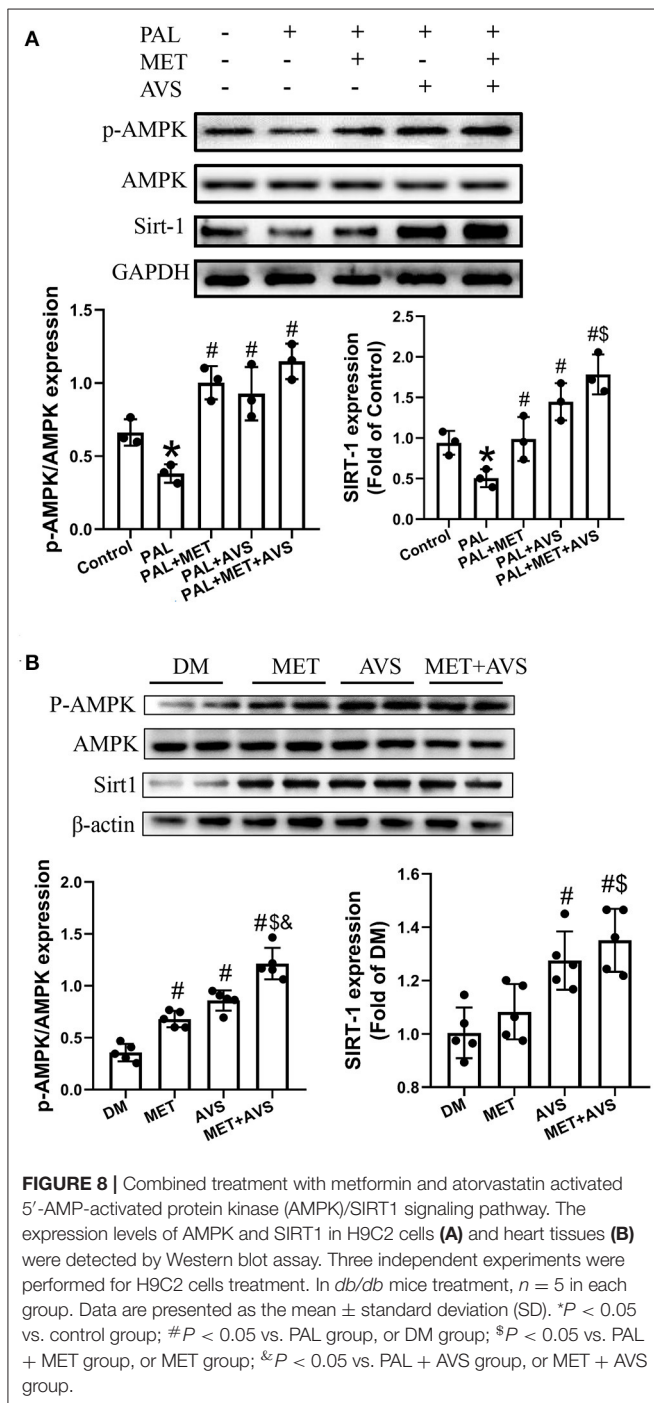 A
PAL - + + + +
MET - - + - +
AVS - - - + +
p-AMPK
AMPK
Sirt-1
GAPDH
p-AMPK/AMPK expression
1.5
1.0
0.5
0.0
# # #
*
Control PAL PAL+MET PAL+AVS PAL+MET+AVS
SIRT-1 expression
(Fold of Control)
2.5
2.0
1.5
1.0
0.5
0.0
* # # #$
Control PAL PAL+MET PAL+AVS PAL+MET+AVS
B
DM MET AVS MET+AVS
P-AMPK
AMPK
Sirt1
β-actin
p-AMPK/AMPK expression
2.0
1.5
1.0
0.5
0.0
# # #$&
DM MET AVS MET+AVS
SIRT-1 expression
(Fold of DM)
1.6
1.4
1.2
1.0
0.8
# #$
DM MET AVS MET+AVS
FIGURE 8 | Combined treatment with metformin and atorvastatin activated
5′-AMP-activated protein kinase (AMPK)/SIRT1 signaling pathway. The
expression levels of AMPK and SIRT1 in H9C2 cells (A) and heart tissues (B)
were detected by Western blot assay. Three independent experiments were
performed for H9C2 cells treatment. In db/db mice treatment, n = 5 in each
group. Data are presented as the mean ± standard deviation (SD). *P < 0.05
vs. control group; #P < 0.05 vs. PAL group, or DM group; $P < 0.05 vs. PAL
+ MET group, or MET group; &P < 0.05 vs. PAL + AVS group, or MET + AVS
group.